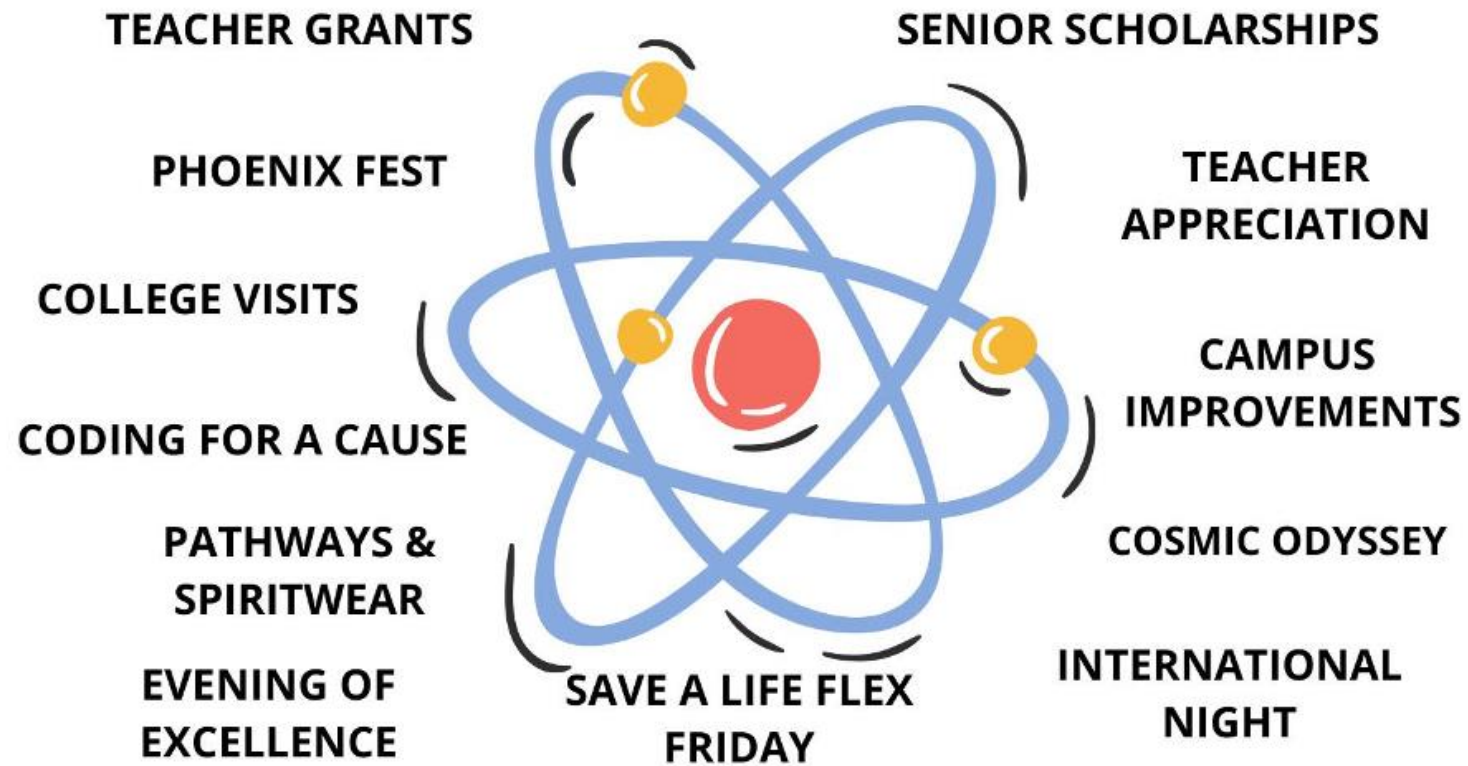 TEACHER GRANTS
PHOENIX FEST
COLLEGE VISITS
CODING FOR A CAUSE
PATHWAYS &
SPIRITWEAR
EVENING OF
EXCELLENCE
SAVE A LIFE FLEX
FRIDAY
SENIOR SCHOLARSHIPS
TEACHER
APPRECIATION
CAMPUS
IMPROVEMENTS
COSMIC ODYSSEY
INTERNATIONAL
NIGHT